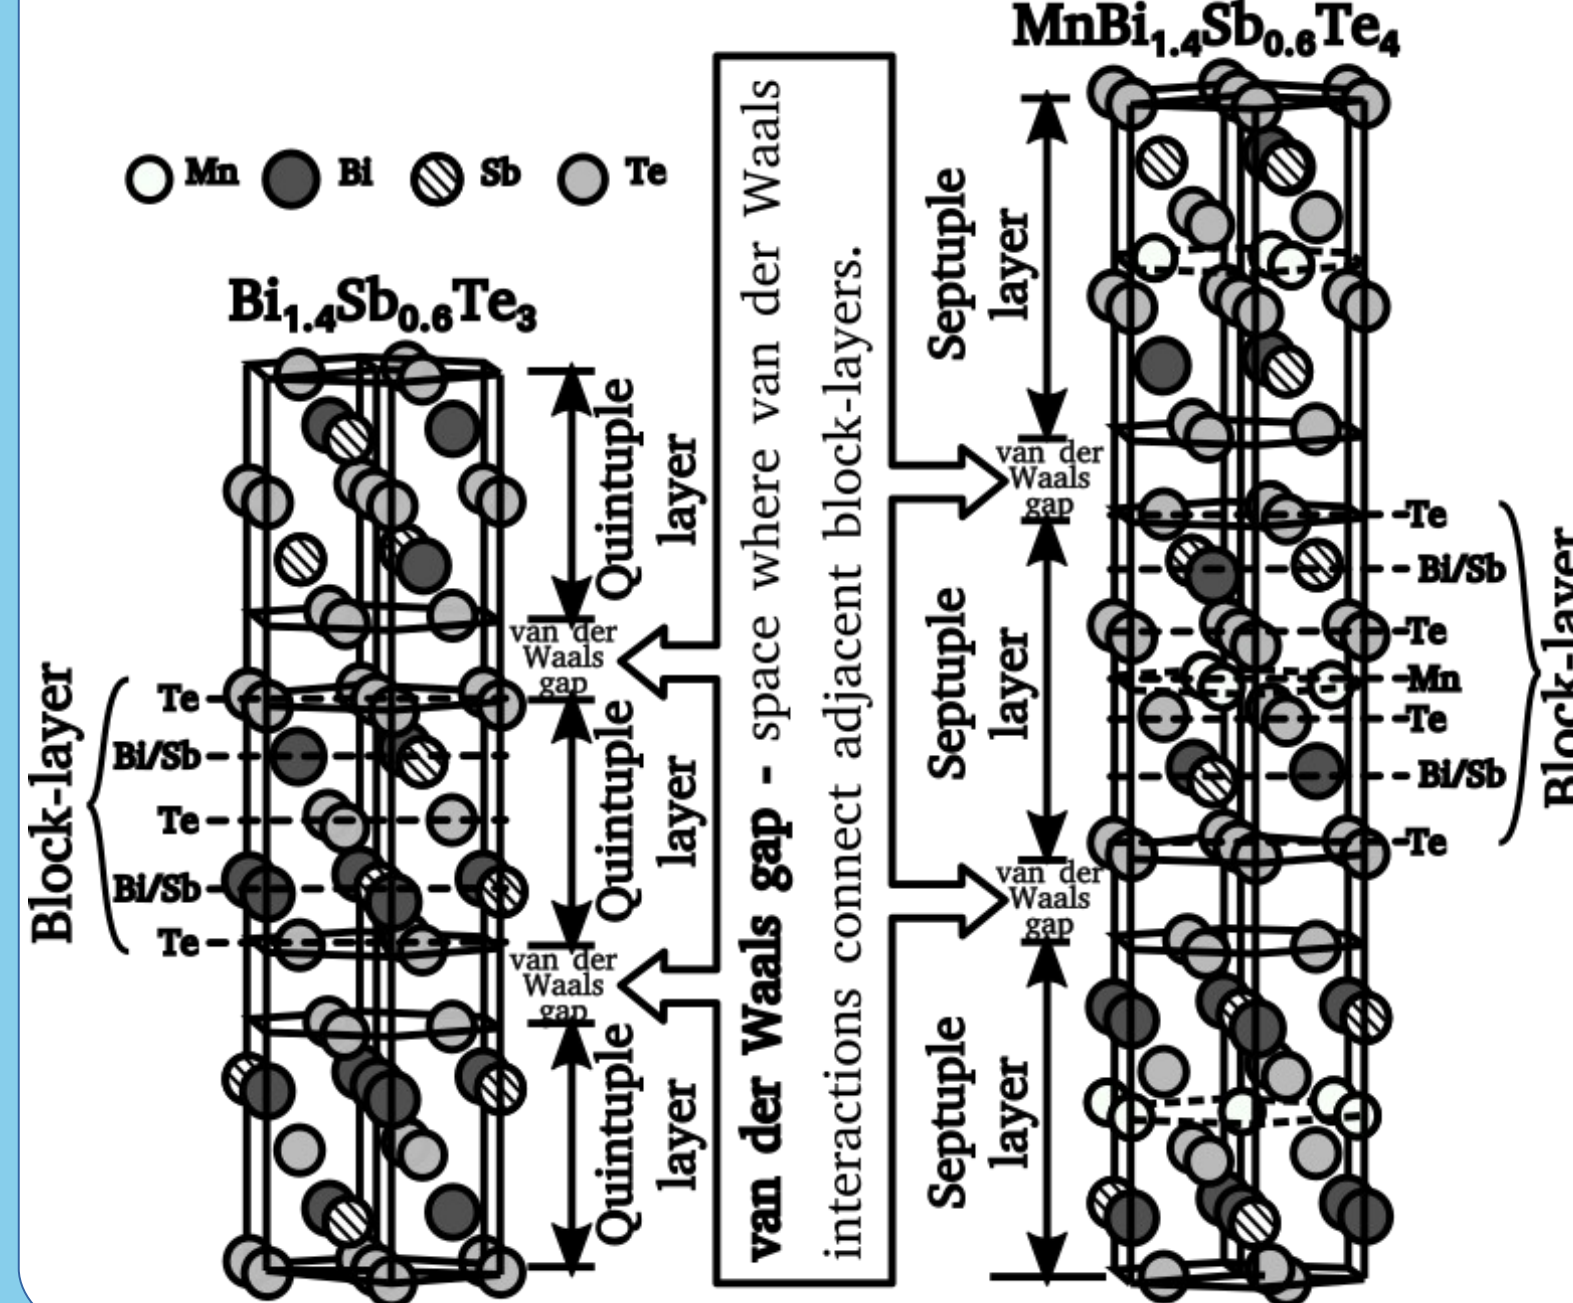 MnBi1.4Sb0.6Te4
Mn Bi Sb Te
Bi1.4Sb0.6Te3
Quintuple
layer
van der
Waals
gap
Quintuple
layer
van der
Waals
gap
Quintuple
layer
Block-layer
Te
Bi/Sb
Te
Bi/Sb
Te
van der Waals gap - space where van der Waals
interactions connect adjacent block-layers.
Septuple
layer
van der
Waals
gap
Septuple
layer
van der
Waals
gap
Septuple
layer
Te
Bi/Sb
Te
Mn
Te
Bi/Sb
Te
Block-layer